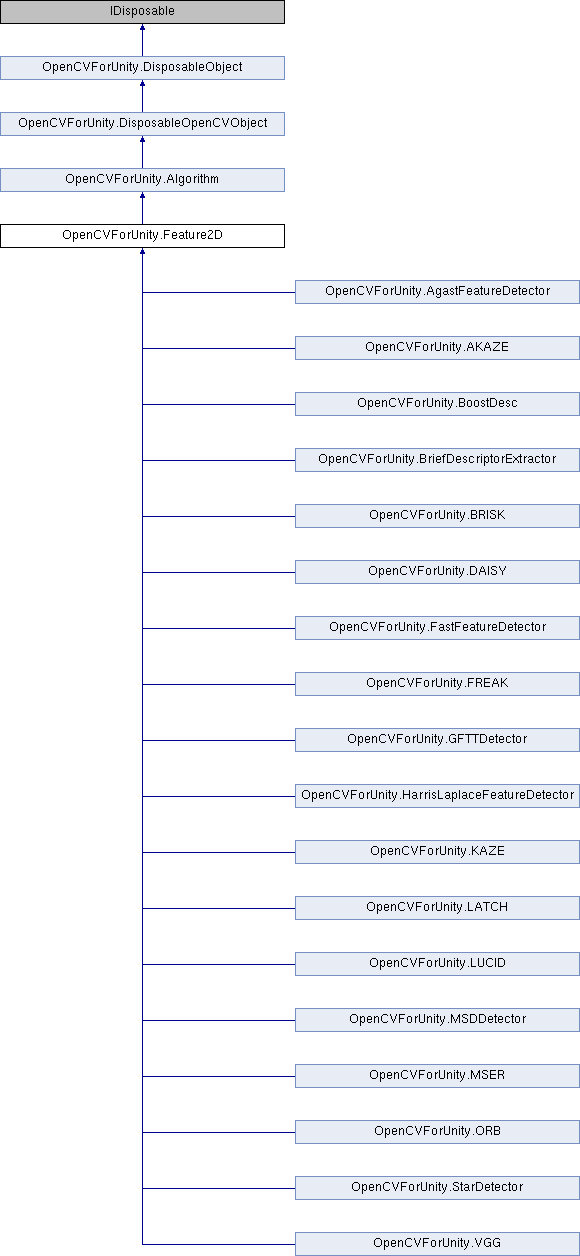 IDisposable
OpenCVForUnity.DisposableObject
OpenCVForUnity.DisposableOpenCVObject
OpenCVForUnity.Algorithm
OpenCVForUnity.Feature2D
OpenCVForUnity.AgastFeatureDetector
OpenCVForUnity.AKAZE
OpenCVForUnity.BoostDesc
OpenCVForUnity.BriefDescriptorExtractor
OpenCVForUnity.BRISK
OpenCVForUnity.DAISY
OpenCVForUnity.FastFeatureDetector
OpenCVForUnity.FREAK
OpenCVForUnity.GFTTDetector
OpenCVForUnity.HarrisLaplaceFeatureDetector
OpenCVForUnity.KAZE
OpenCVForUnity.LATCH
OpenCVForUnity.LUCID
OpenCVForUnity.MSDDetector
OpenCVForUnity.MSER
OpenCVForUnity.ORB
OpenCVForUnity.StarDetector
OpenCVForUnity.VGG